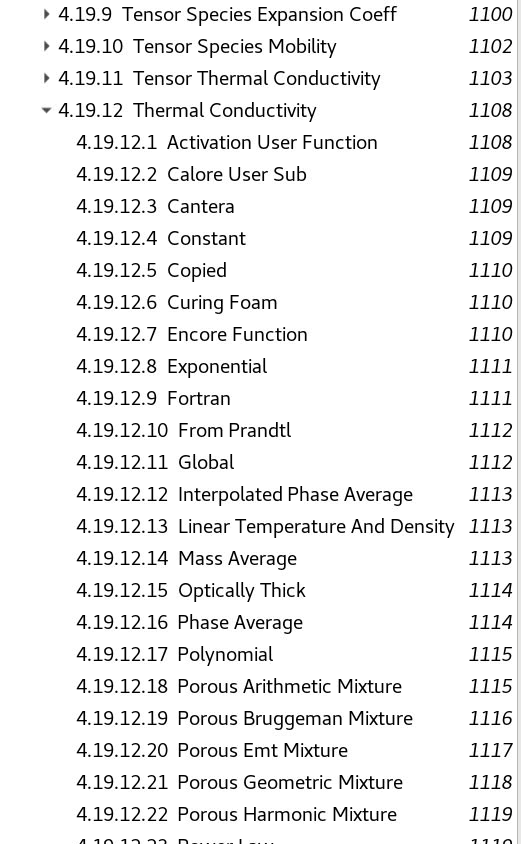 4.19.9 Tensor Species Expansion Coeff 1100
4.19.10 Tensor Species Mobility 1102
4.19.11 Tensor Thermal Conductivity 1103
4.19.12 Thermal Conductivity 1108
4.19.12.1 Activation User Function 1108
4.19.12.2 Calore User Sub 1109
4.19.12.3 Cantera 1109
4.19.12.4 Constant 1109
4.19.12.5 Copied 1110
4.19.12.6 Curing Foam 1110
4.19.12.7 Encore Function 1110
4.19.12.8 Exponential 1111
4.19.12.9 Fortran 1111
4.19.12.10 From Prandtl 1112
4.19.12.11 Global 1112
4.19.12.12 Interpolated Phase Average 1113
4.19.12.13 Linear Temperature And Density 1113
4.19.12.14 Mass Average 1113
4.19.12.15 Optically Thick 1114
4.19.12.16 Phase Average 1114
4.19.12.17 Polynomial 1115
4.19.12.18 Porous Arithmetic Mixture 1115
4.19.12.19 Porous Bruggeman Mixture 1116
4.19.12.20 Porous Emt Mixture 1117
4.19.12.21 Porous Geometric Mixture 1118
4.19.12.22 Porous Harmonic Mixture 1119
4.19.12.23 Power Law 1119